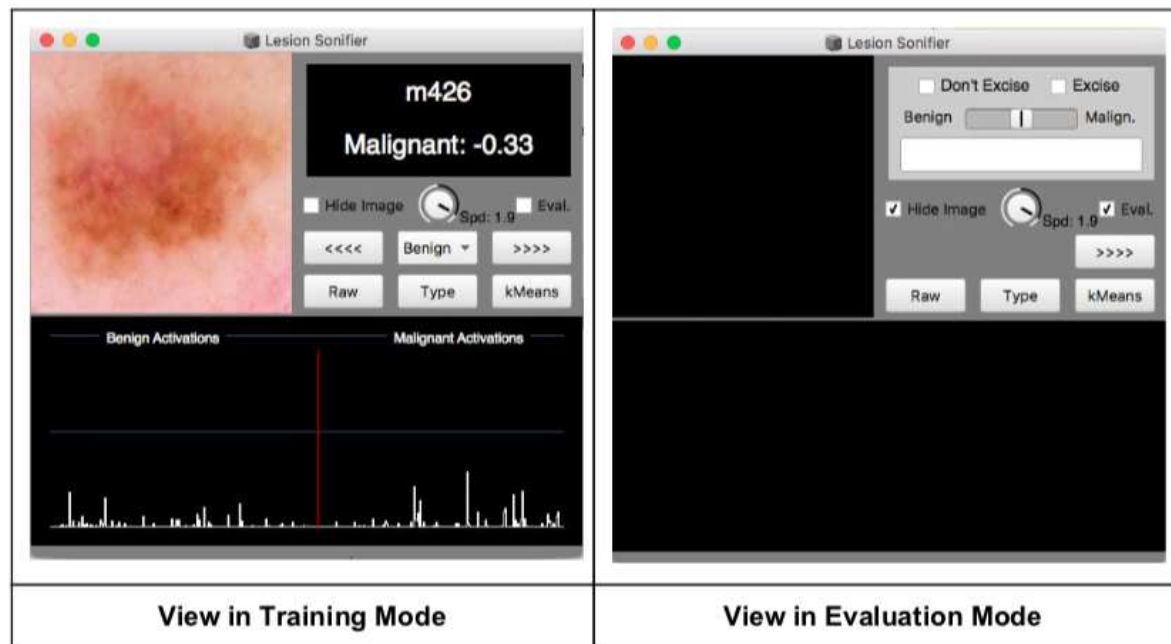 Lesion Sonifier
m426
Malignant: -0.33
Hide Image Spd: 1.9 Eval.
<<<< Benign >>>>
Raw Type kMeans
Benign Activations Malignant Activations
View in Training Mode
Lesion Sonifier
Don't Excise Excise
Benign Malign.
Hide Image Spd: 1.9 Eval.
>>>>
Raw Type kMeans
View in Evaluation Mode